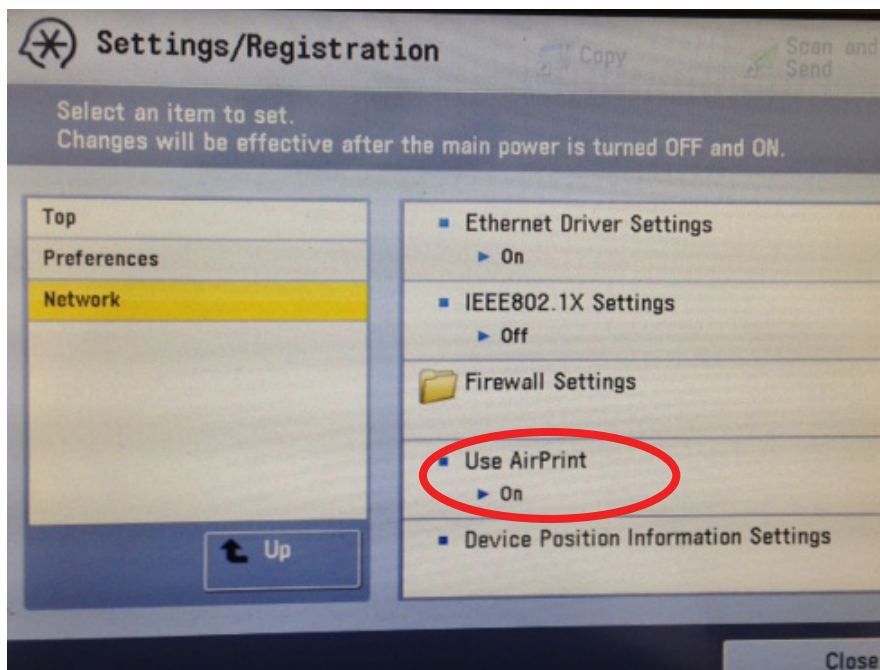 Settings/Registration
Copy
Scan and
Send
Select an item to set.
Changes will be effective after the main power is turned OFF and ON.
Top
Preferences
Network
Up
Ethernet Driver Settings
On
IEEE802.1X Settings
Off
Firewall Settings
Use AirPrint
On
Device Position Information Settings
Close